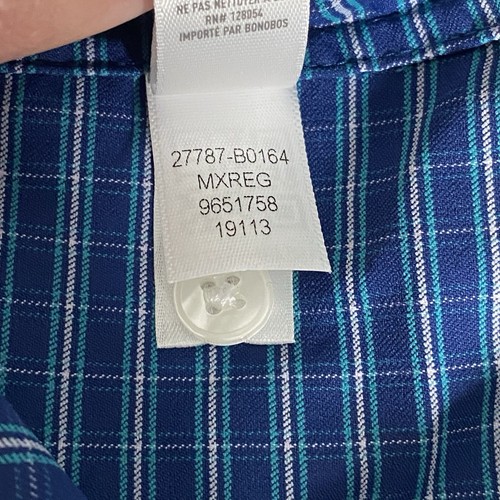 NE PAS NETTOYER
RN# 128054
IMPORTÉ PAR BONOBOS
27787-B0164
MXREG
9651758
19113